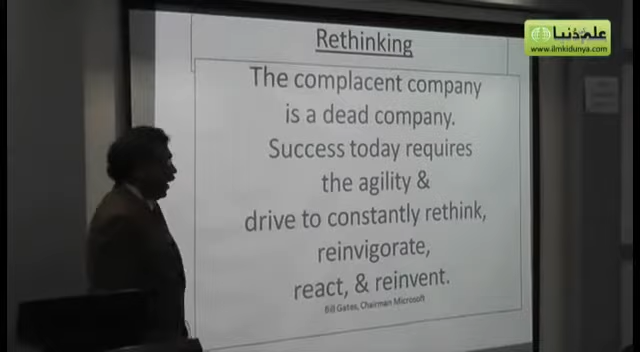 علم کی دنیا
www.ilmkidunya.com
Rethinking
The complacent company
is a dead company.
Success today requires
the agility &
drive to constantly rethink,
reinvigorate,
react, & reinvent.
Bill Gates, Chairman Microsoft